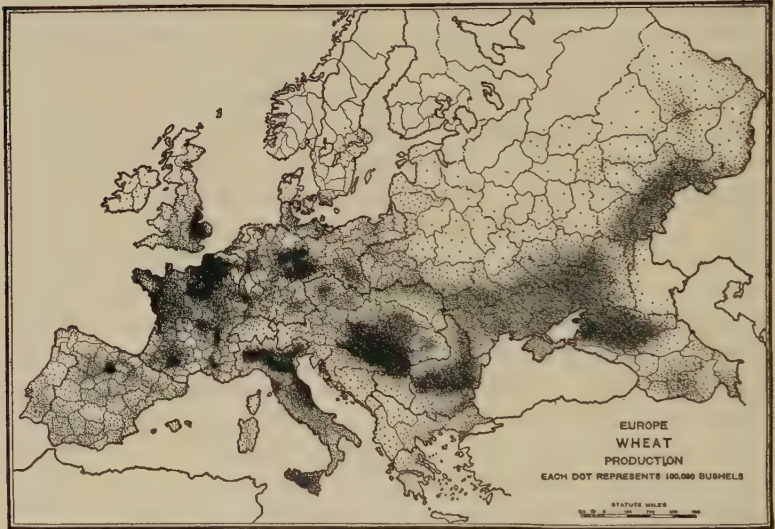 EUROPE
WHEAT
PRODUCTION
EACH DOT REPRESENTS 100,000 BUSHELS
STATUTE MILES